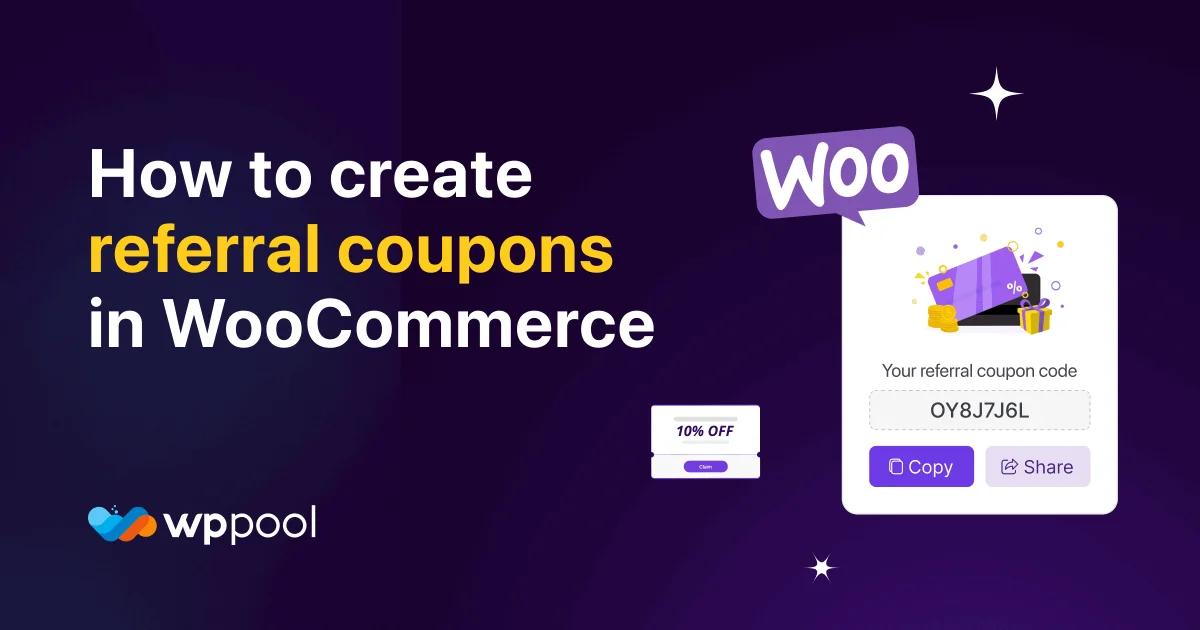 How to create
referral coupons
in WooCommerce
wppool
WOO
%
Your referral coupon code
OY8J7J6L
Copy
Share
10% OFF
Claim